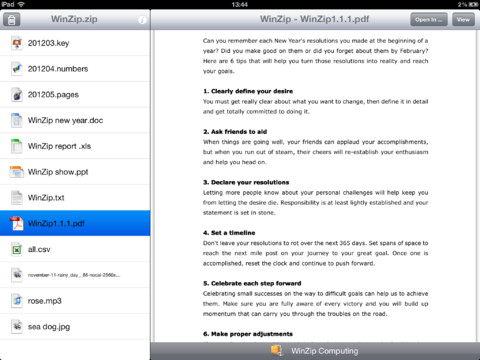 iPad 13:44 2%
WinZip.zip
WinZip - WinZip1.1.1.pdf
Open In ... View
201203.key
201204.numbers
201205.pages
WinZip new year.doc
WinZip report .xls
WinZip show.ppt
WinZip.txt
WinZip1.1.1.pdf
all.csv
rose.mp3
sea dog.jpg
Can you remember each New Year's resolutions you made at the beginning of a
year? Did you make good on them or did you forget about them by February?
Here are 6 tips that will help you turn those resolutions into reality and reach
your goals.
1. Clearly define your desire
You must get really clear about what you want to change, then define it in detail
and get totally committed to doing it.
2. Ask friends to aid
When things are going well, your friends can applaud your accomplishments,
but when you run out of steam, their cheers will re-establish your enthusiasm
and help you head on.
3. Declare your resolutions
Letting more people know about your personal challenges will help keep you
from letting the desire die. Responsibility is at least lightly established and your
statement is set in stone.
4. Set a timeline
Don't leave your resolutions to rot over the next 365 days. Set spans of space to
reach the next mile post on your journey to your great goal. Once one is
accomplished, reset the clock and continue to push forward.
5. Celebrate each step forward
Celebrating small successes on the way to difficult goals can help us to achieve
them. Make sure you are fully aware of every victory and you will build up
momentum that can carry you through the troubles on the road.
6. Make proper adjustments
WinZip Computing